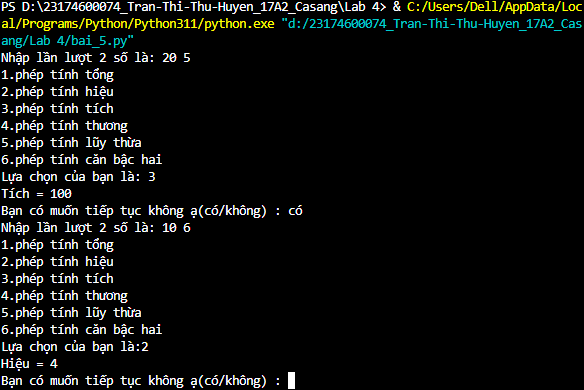 PS D:\23174600074_Tran-Thi-Thu-Huyen_17A2_Casang\Lab 4> & C:/Users/Dell/AppData/Loc
al/Programs/Python/Python311/python.exe "d:/23174600074_Tran-Thi-Thu-Huyen_17A2_Cas
ang/Lab 4/bai_5.py"
Nhập lần lượt 2 số là: 20 5
1.phép tính tổng
2.phép tính hiệu
3.phép tính tích
4.phép tính thương
5.phép tính lũy thừa
6.phép tính căn bậc hai
Lựa chọn của bạn là: 3
Tích = 100
Bạn có muốn tiếp tục không ạ(có/không) : có
Nhập lần lượt 2 số là: 10 6
1.phép tính tổng
2.phép tính hiệu
3.phép tính tích
4.phép tính thương
5.phép tính lũy thừa
6.phép tính căn bậc hai
Lựa chọn của bạn là:2
Hiệu = 4
Bạn có muốn tiếp tục không ạ(có/không) :